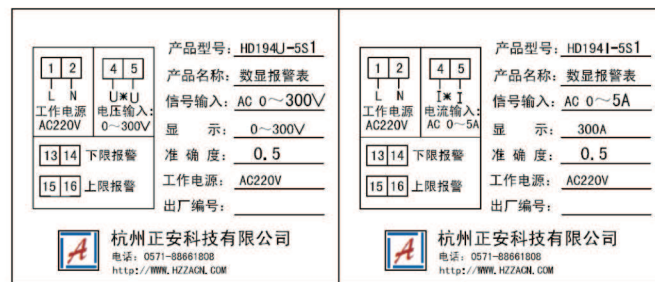 1 2
4 5
L N
U*U
工作电源
AC220V
电压输入:
0~300V
13 14 下限报警
15 16 上限报警
产品型号: HD194U-5S1
产品名称: 数显报警表
信号输入: AC 0~300V
显 示: 0~300V
准 确 度: 0.5
工作电源: AC220V
出厂编号:
A
杭州正安科技有限公司
电话: 0571-88661808
http://WWW.HZZACN.COM
1 2
4 5
L N
I* I
工作电源
AC220V
电流输入:
AC 0~5A
13 14 下限报警
15 16 上限报警
产品型号: HD194I-5S1
产品名称: 数显报警表
信号输入: AC 0~5A
显 示: 300A
准 确 度: 0.5
工作电源: AC220V
出厂编号:
A
杭州正安科技有限公司
电话: 0571-88661808
http://WWW.HZZACN.COM